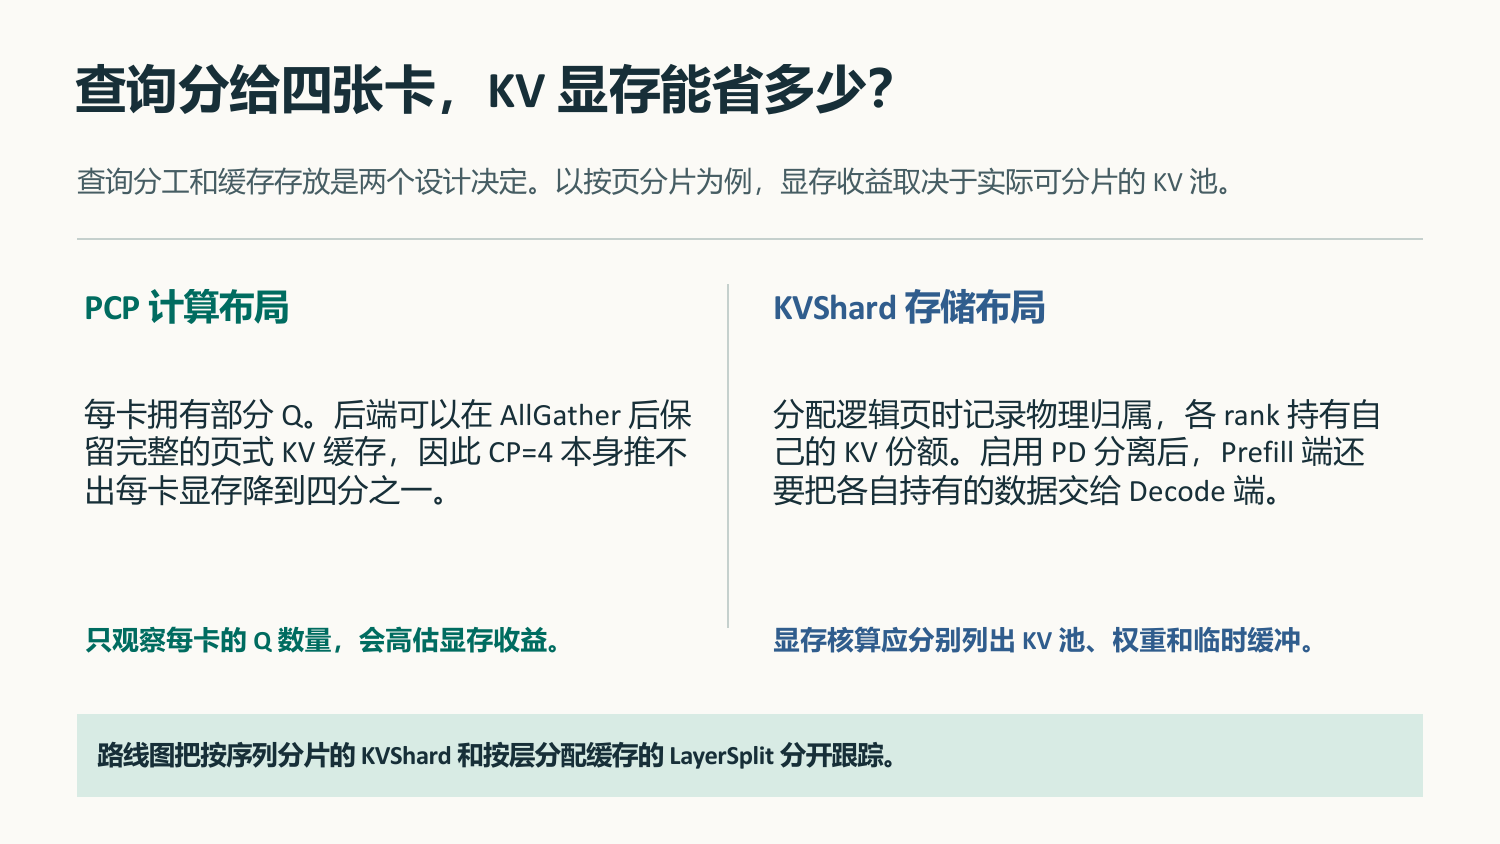 查询分给四张卡，KV 显存能省多少？
查询分工和缓存存放是两个设计决定。以按页分片为例，显存收益取决于实际可分片的 KV 池。
PCP 计算布局
每卡拥有部分 Q。后端可以在 AllGather 后保
留完整的页式 KV 缓存，因此 CP=4 本身推不
出每卡显存降到四分之一。
只观察每卡的 Q 数量，会高估显存收益。
KVShard 存储布局
分配逻辑页时记录物理归属，各 rank 持有自
己的 KV 份额。启用 PD 分离后，Prefill 端还
要把各自持有的数据交给 Decode 端。
显存核算应分别列出 KV 池、权重和临时缓冲。
路线图把按序列分片的 KVShard 和按层分配缓存的 LayerSplit 分开跟踪。